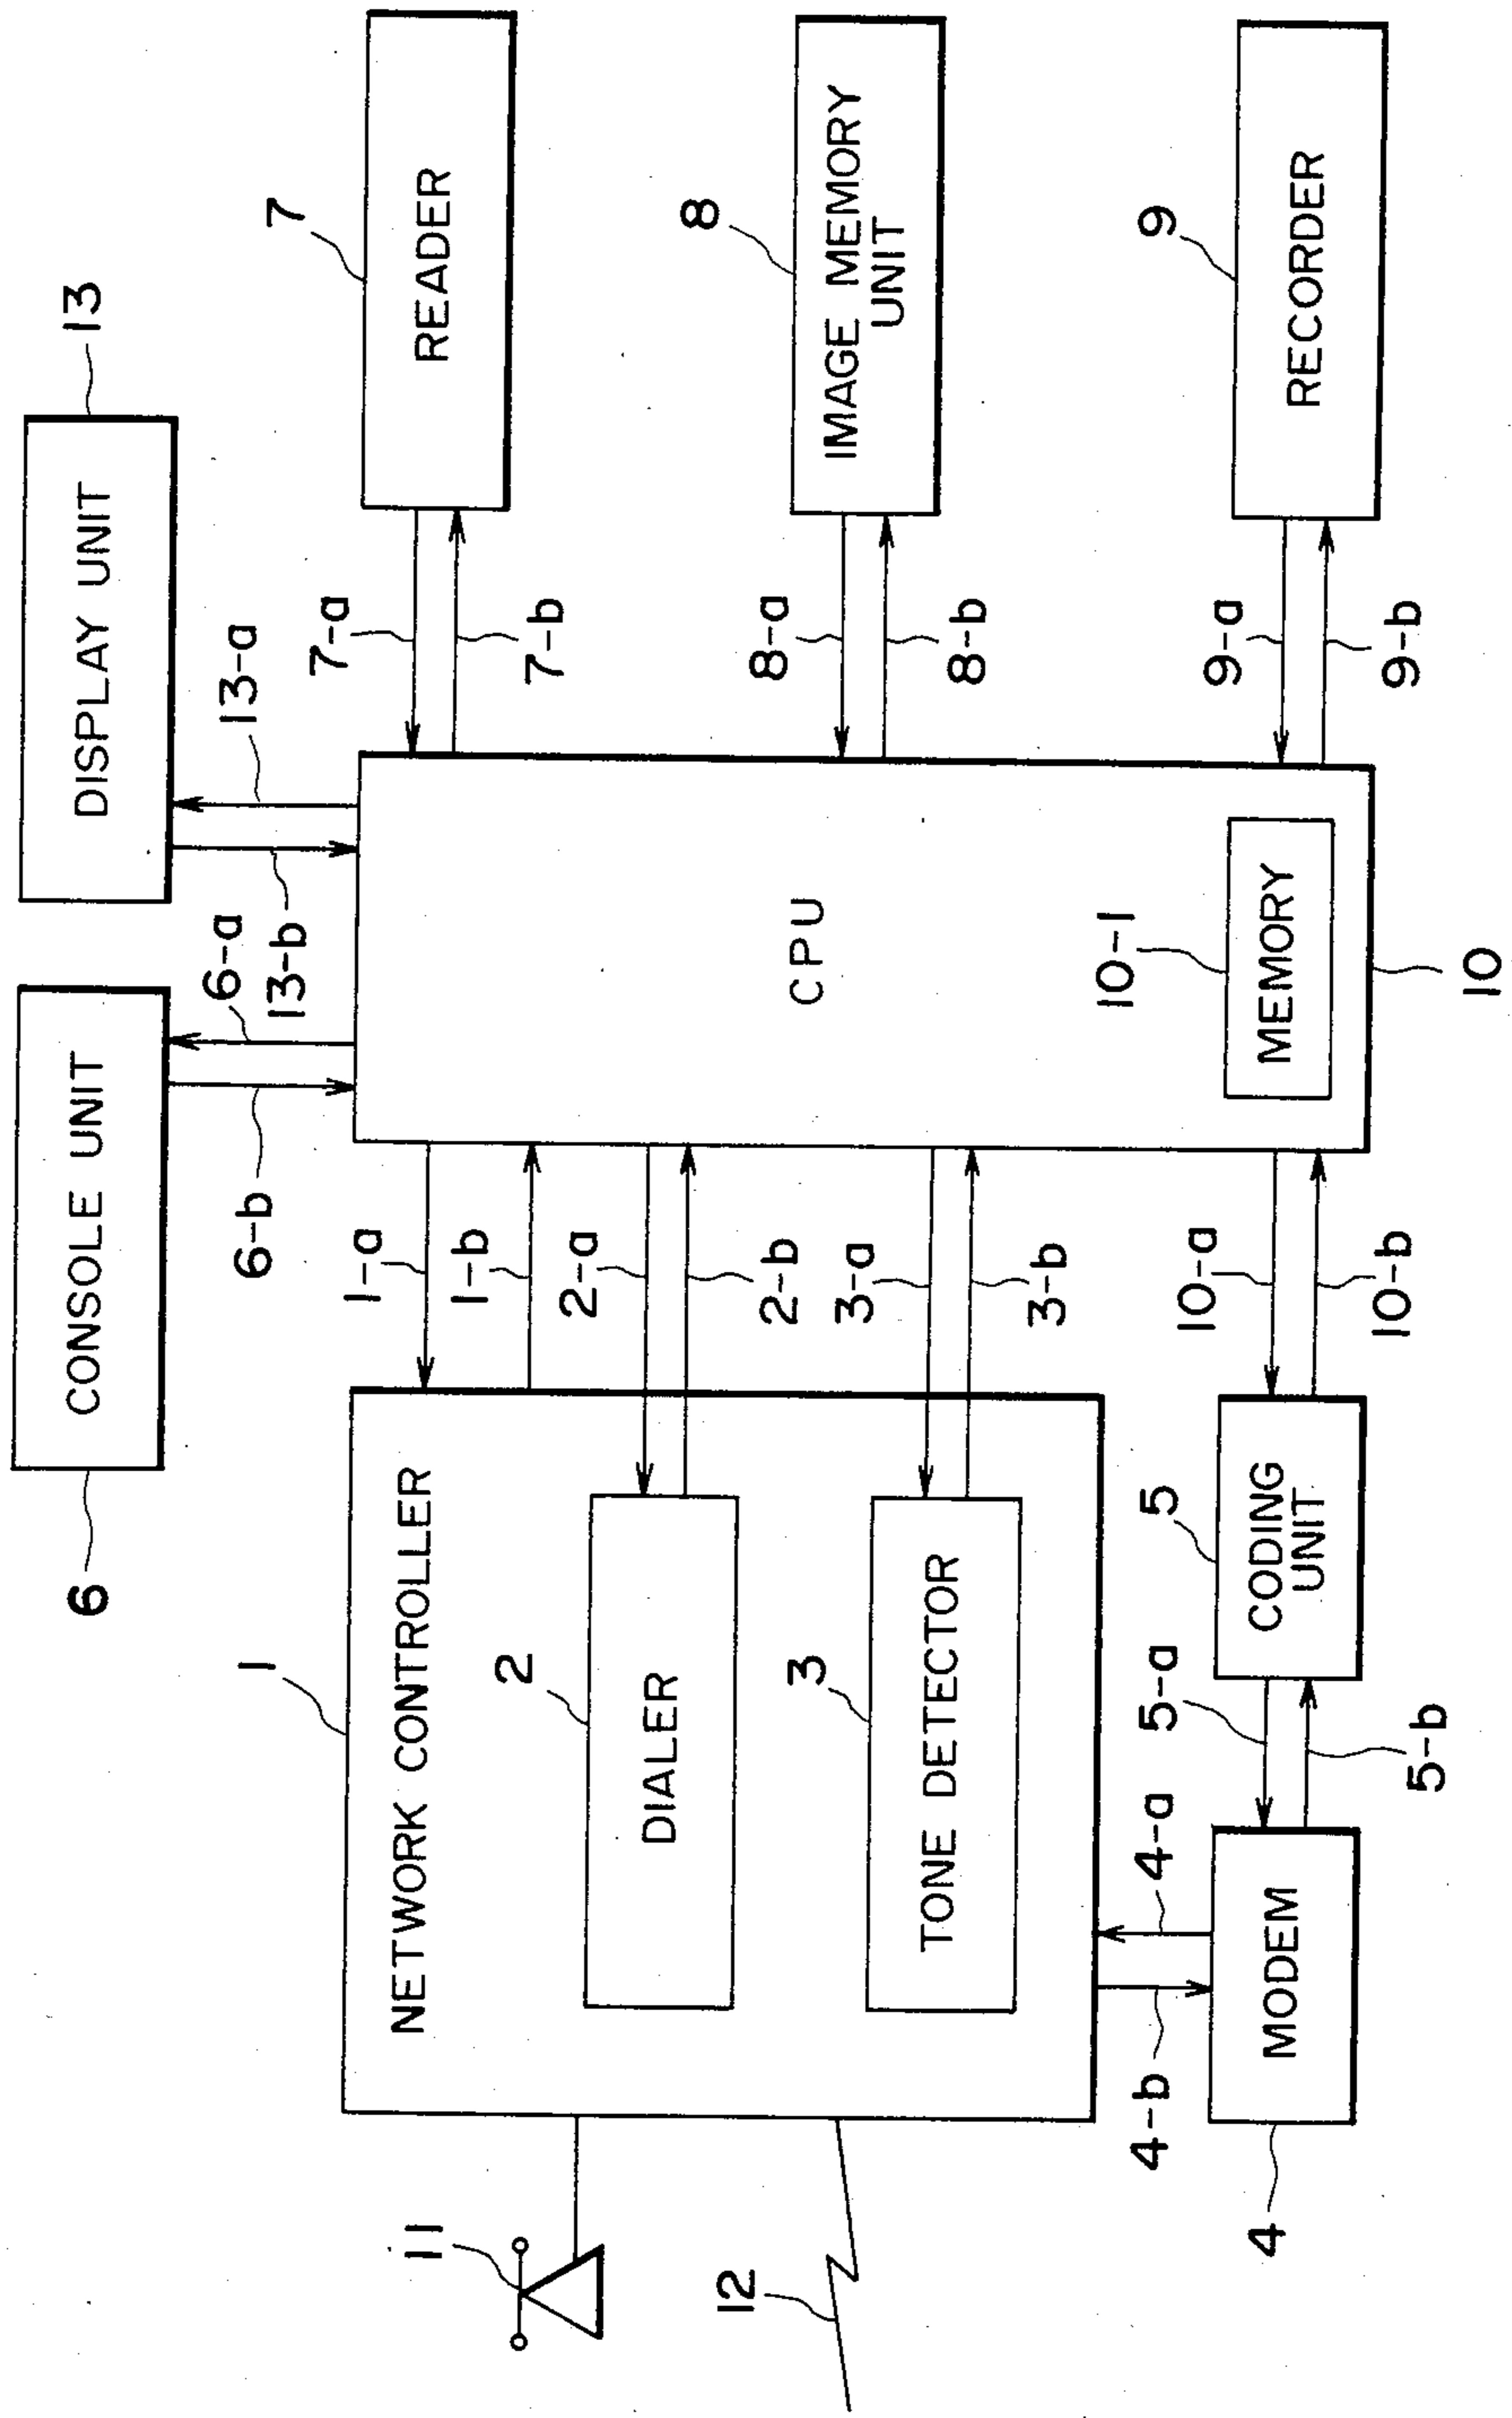 6
CONSOLE UNIT
DISPLAY UNIT
13
6-b
6-a
13-b
13-a
1
NETWORK CONTROLLER
2
DIALER
3
TONE DETECTOR
11
12
1-a
1-b
2-a
2-b
3-a
3-b
CPU
10-1
MEMORY
10
7
READER
7-a
7-b
8
IMAGE MEMORY
UNIT
8-a
8-b
9
RECORDER
9-a
9-b
4-b
4-a
4
MODEM
5-a
5-b
5
CODING
UNIT
10-a
10-b